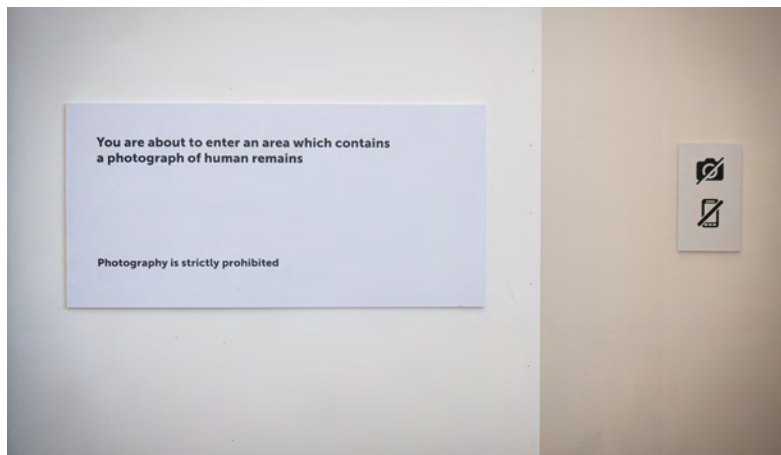 You are about to enter an area which contains
a photograph of human remains
Photography is strictly prohibited